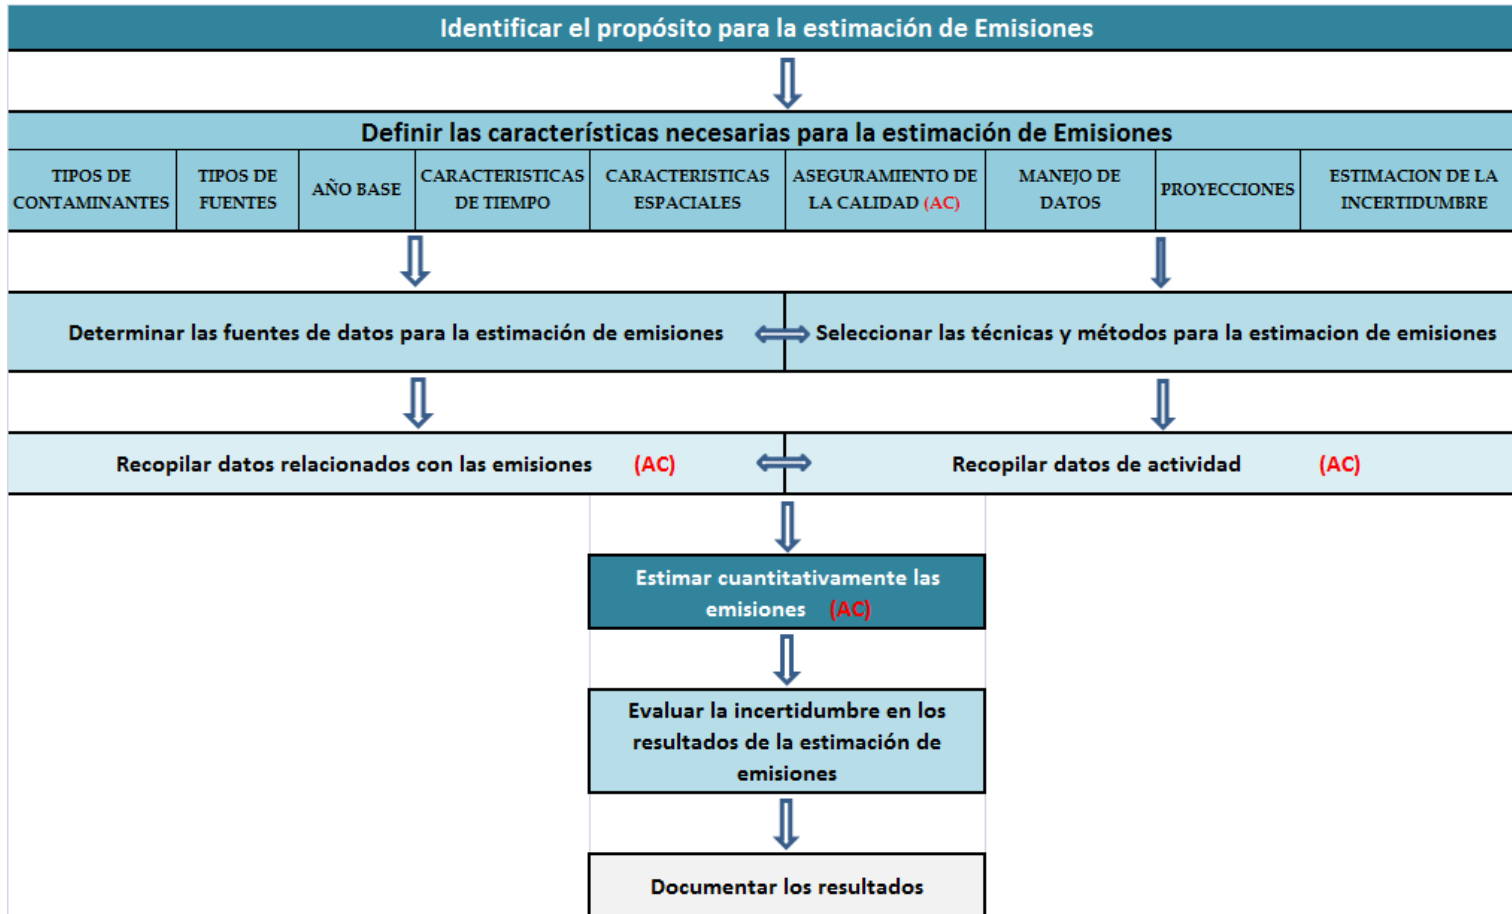 Identificar el propósito para la estimación de Emisiones
Definir las características necesarias para la estimación de Emisiones
TIPOS DE
CONTAMINANTES
TIPOS DE
FUENTES
AÑO BASE
CARACTERISTICAS
DE TIEMPO
CARACTERISTICAS
ESPACIALES
ASEGURAMIENTO DE
LA CALIDAD (AC)
MANEJO DE
DATOS
PROYECCIONES
ESTIMACION DE LA
INCERTIDUMBRE
Determinar las fuentes de datos para la estimación de emisiones
Seleccionar las técnicas y métodos para la estimacion de emisiones
Recopilar datos relacionados con las emisiones (AC)
Recopilar datos de actividad (AC)
Estimar cuantitativamente las
emisiones (AC)
Evaluar la incertidumbre en los
resultados de la estimación de
emisiones
Documentar los resultados